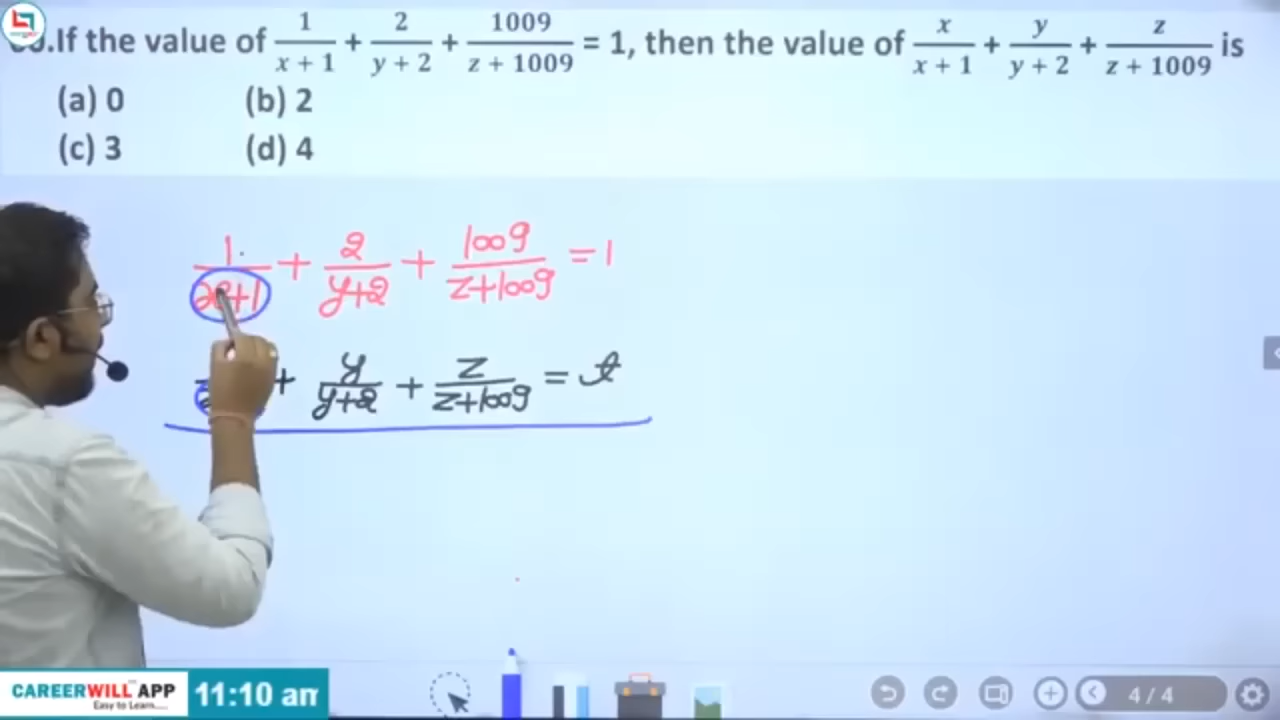 .If the value of 1/(x + 1) + 2/(y + 2) + 1009/(z + 1009) = 1, then the value of x/(x + 1) + y/(y + 2) + z/(z + 1009) is
(a) 0 (b) 2
(c) 3 (d) 4
1/(x+1) + 2/(y+2) + 1009/(z+1009) = 1
+ y/(y+2) + z/(z+1009) =
CAREERWILL APP
Easy to Learn.....
11:10 am
4 / 4